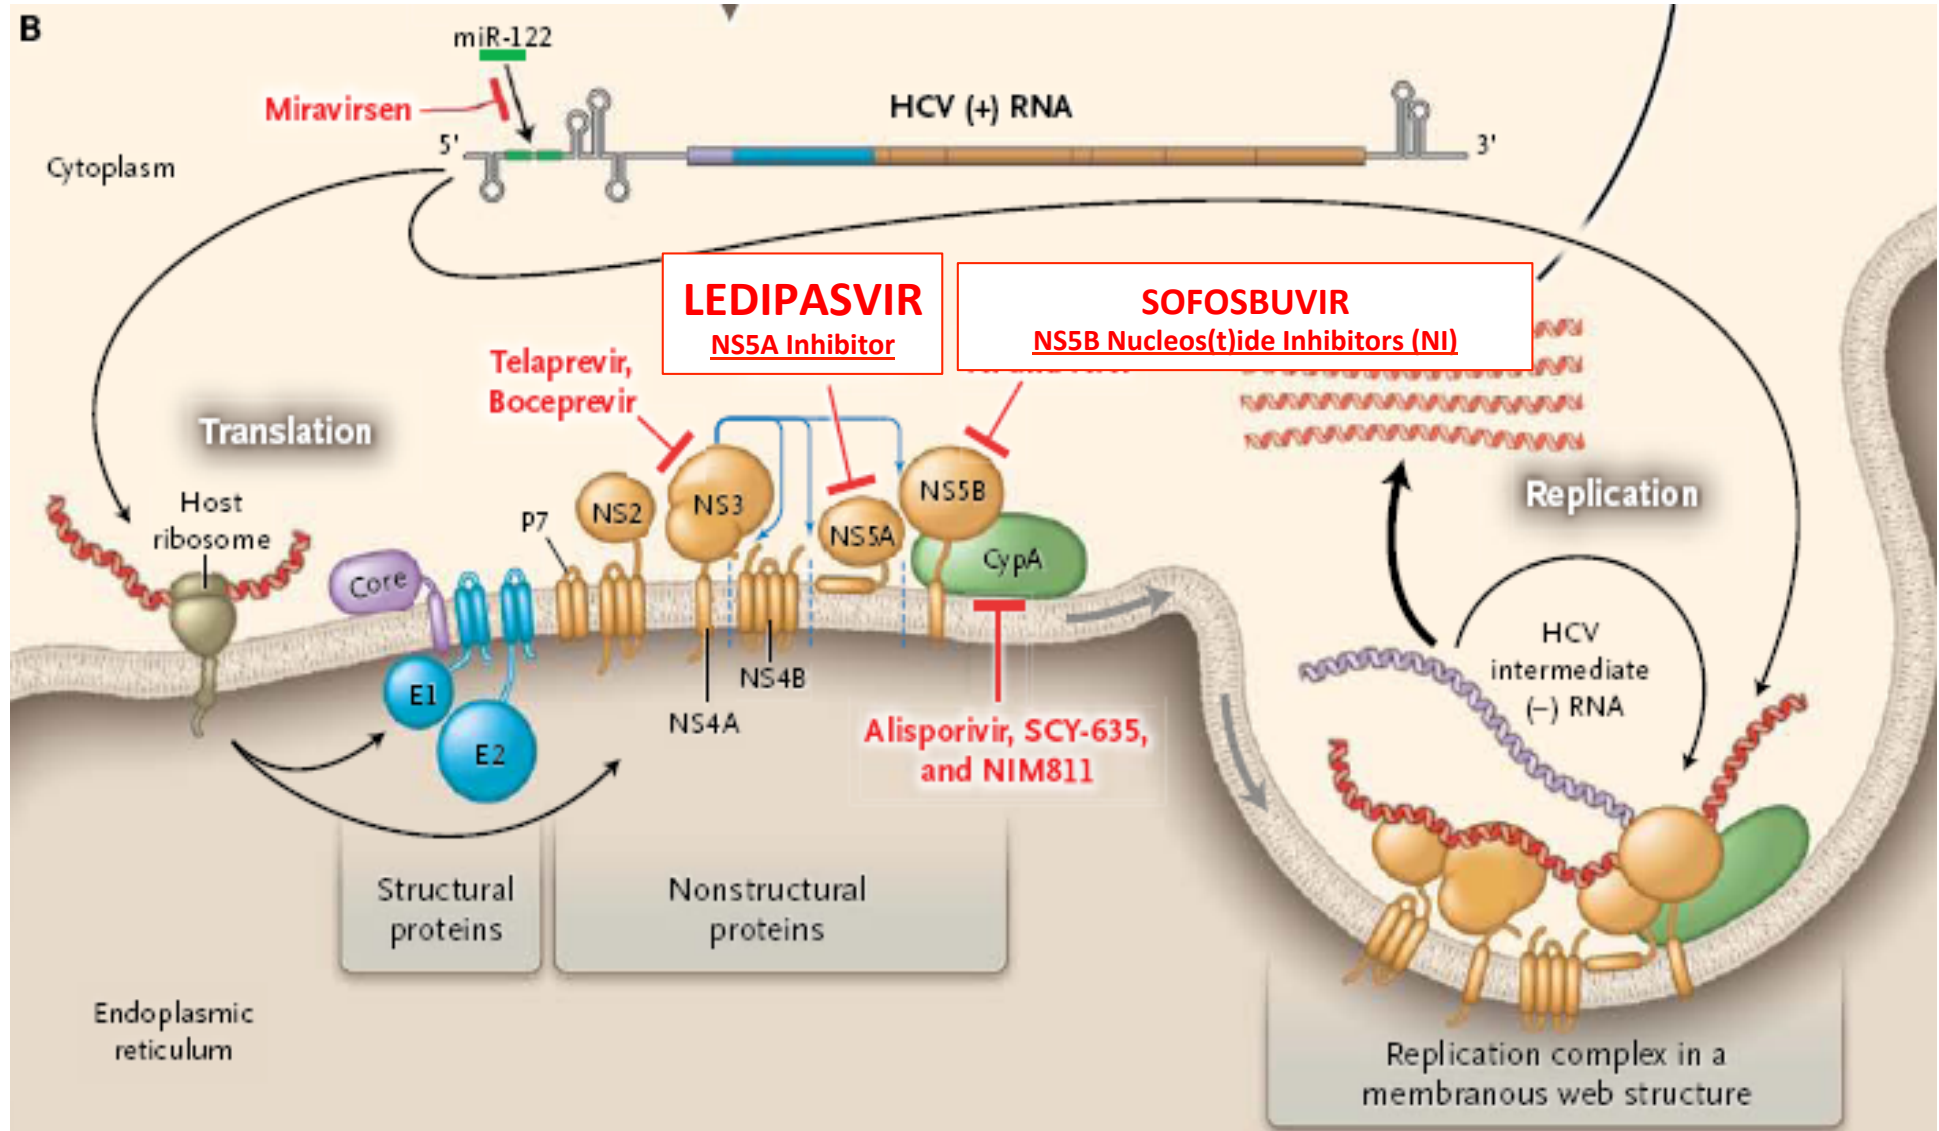 B
miR-122
Miravirsen
HCV (+) RNA
5'
3'
Cytoplasm
LEDIPASVIR
NS5A Inhibitor
SOFOSBUVIR
NS5B Nucleos(t)ide Inhibitors (NI)
Telaprevir,
Boceprevir
Translation
Replication
Host
ribosome
P7
NS2
NS3
NS5A
NS5B
CypA
Core
E1
E2
NS4A
NS4B
HCV
intermediate
(–) RNA
Alisporivir, SCY-635,
and NIM811
Structural
proteins
Nonstructural
proteins
Endoplasmic
reticulum
Replication complex in a
membranous web structure